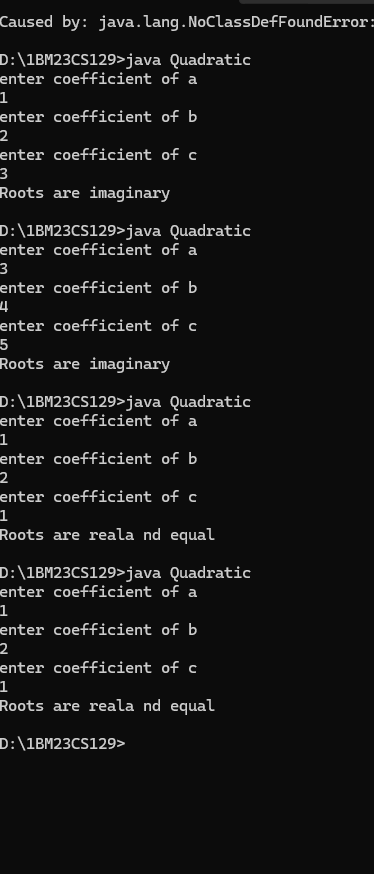 Caused by: java.lang.NoClassDefFoundError:
D:\1BM23CS129>java Quadratic
enter coefficient of a
1
enter coefficient of b
2
enter coefficient of c
3
Roots are imaginary
D:\1BM23CS129>java Quadratic
enter coefficient of a
3
enter coefficient of b
4
enter coefficient of c
5
Roots are imaginary
D:\1BM23CS129>java Quadratic
enter coefficient of a
1
enter coefficient of b
2
enter coefficient of c
1
Roots are reala nd equal
D:\1BM23CS129>java Quadratic
enter coefficient of a
1
enter coefficient of b
2
enter coefficient of c
1
Roots are reala nd equal
D:\1BM23CS129>